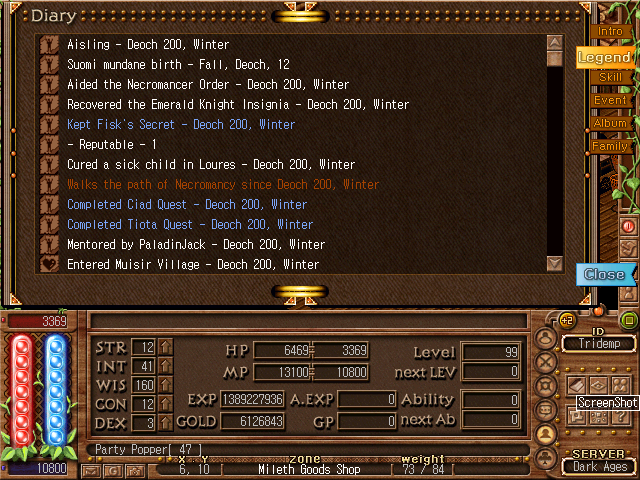 Diary
Intro
Legend
Skill
Event
Album
Family
Aisling - Deoch 200, Winter
Suomi mundane birth - Fall, Deoch, 12
Aided the Necromancer Order - Deoch 200, Winter
Recovered the Emerald Knight Insignia - Deoch 200, Winter
Kept Fisk's Secret - Deoch 200, Winter
- Reputable - 1
Cured a sick child in Loures - Deoch 200, Winter
Walks the path of Necromancy since Deoch 200, Winter
Completed Ciad Quest - Deoch 200, Winter
Completed Tiota Quest - Deoch 200, Winter
Mentored by PaladinJack - Deoch 200, Winter
Entered Muisir Village - Deoch 200, Winter
Close
3369
+2
ID
Tridemp
STR 12
INT 41
WIS 160
CON 12
DEX 3
HP 6469 3369
MP 13100 10800
EXP 1389227936 A.EXP 0
GOLD 6126843 GP 0
Level 99
next LEV 0
Ability 0
next Ab 0
ScreenShot
Party Popper[ 47 ]
X Y zone weight
10800
6, 10 [ Mileth Goods Shop ] 73 / 84 [
SERVER
Dark Ages